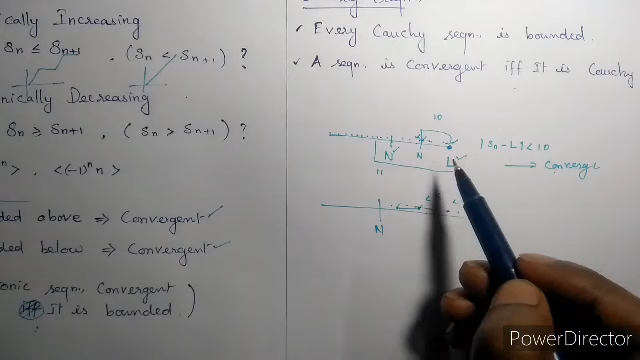 ically Increasing
Sn ≤ Sn+1 , (Sn < Sn+1) ?
nically Decreasing
Sn ≥ Sn+1 , (Sn > Sn+1) ?
n> , <(-1)ⁿ n>
ded above ⇒ Convergent ✓
ded below ⇒ Convergent ✓
onic seqn. Convergent
iff It is bounded.
✓ Every Cauchy seqn. is bounded.
✓ A seqn. is Convergent iff It is Cauchy
10
N N L |Sn - L| < 10
11 → Converge
N
PowerDirector